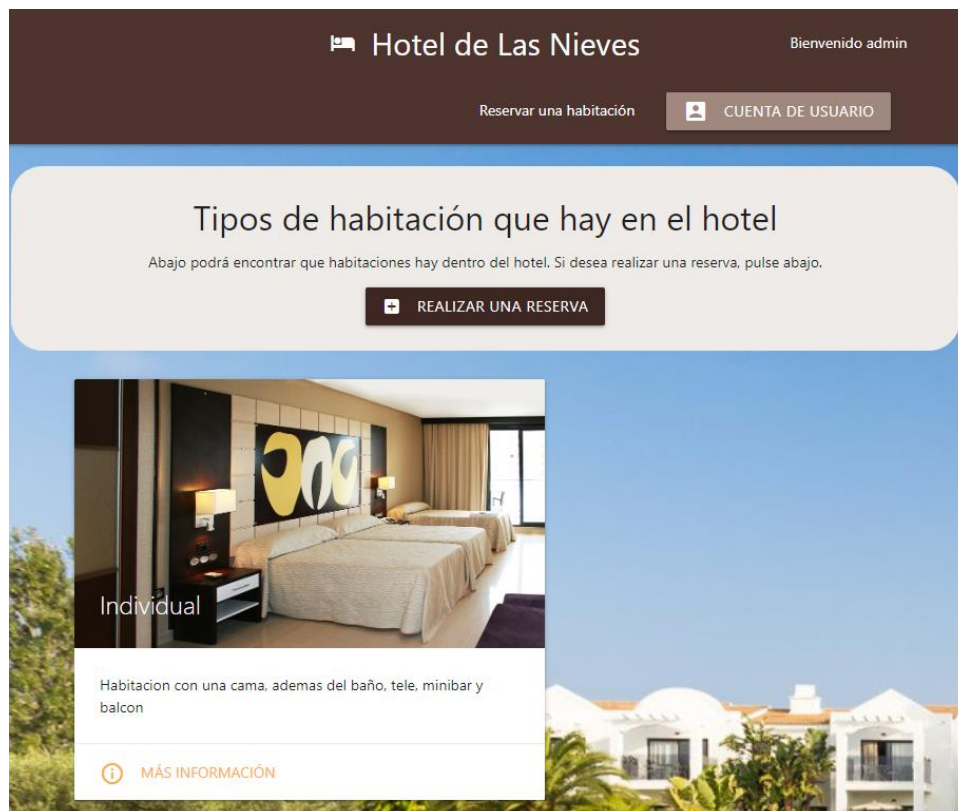 Hotel de Las Nieves
Bienvenido admin
Reservar una habitación
CUENTA DE USUARIO
Tipos de habitación que hay en el hotel
Abajo podrá encontrar que habitaciones hay dentro del hotel. Si desea realizar una reserva, pulse abajo.
REALIZAR UNA RESERVA
Individual
Habitacion con una cama, ademas del baño, tele, minibar y
balcon
MÁS INFORMACIÓN